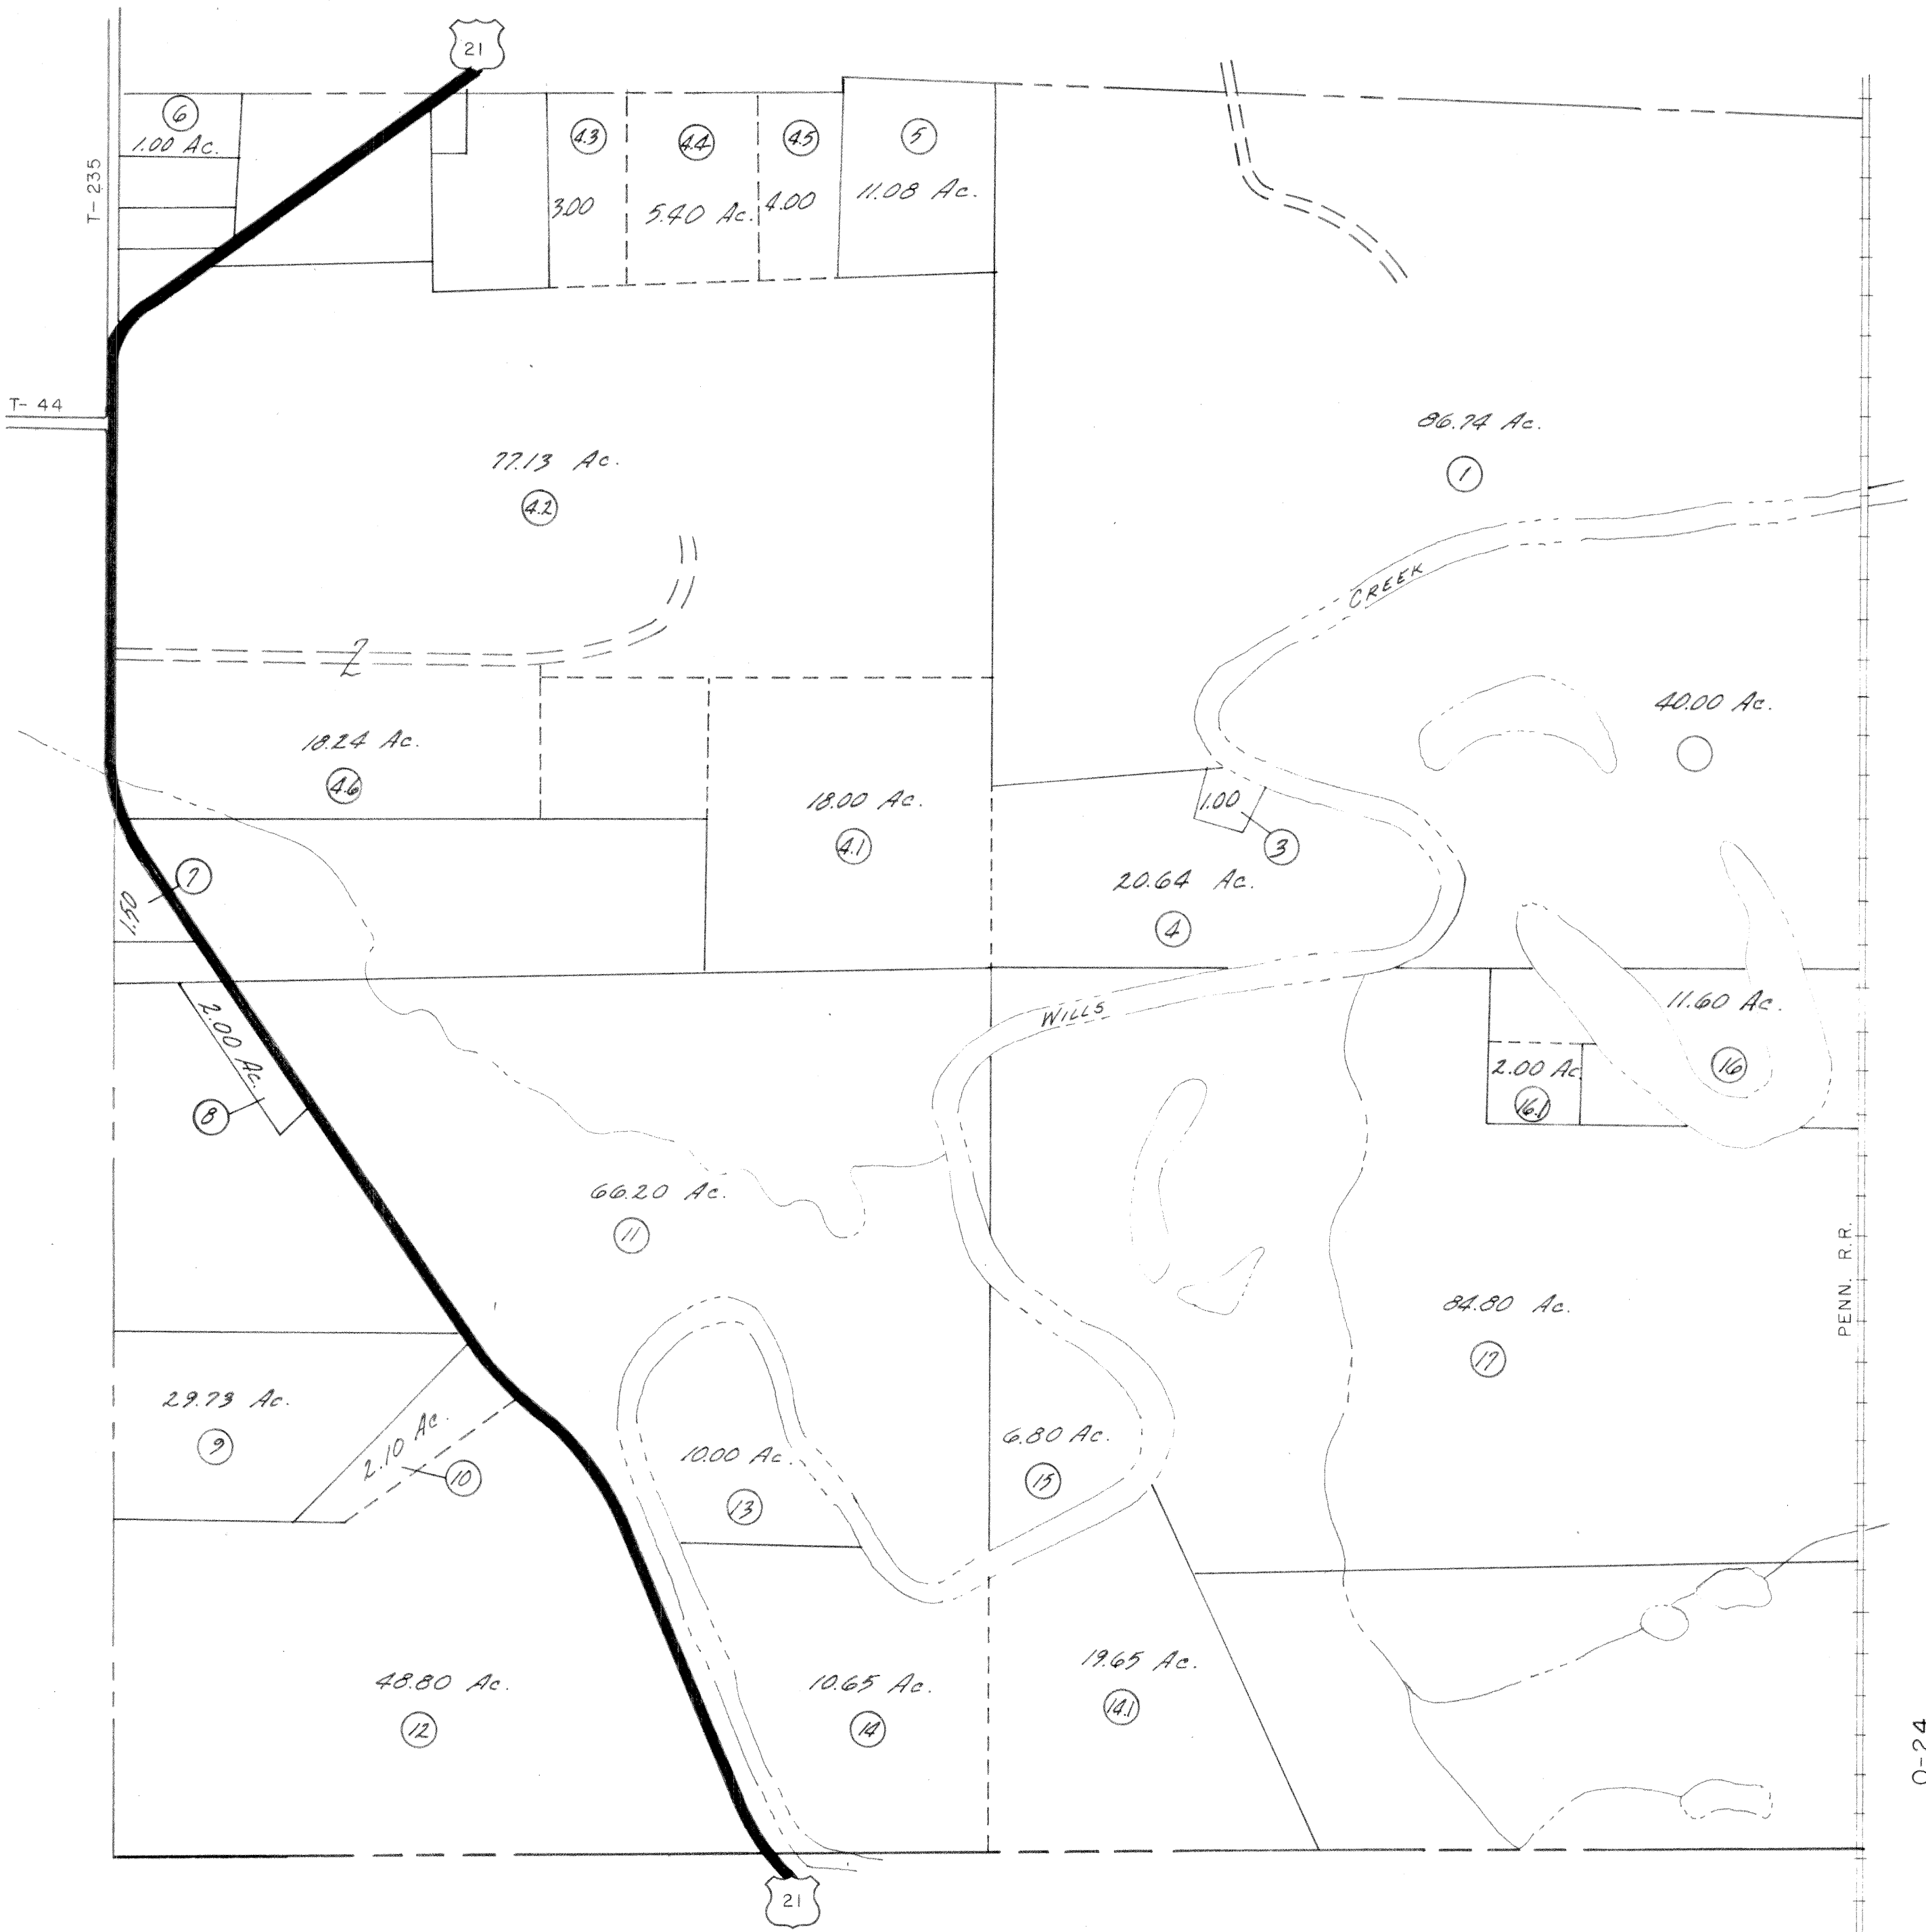 21
6
1.00 Ac.
T-235
4.3
3.00
4.4
5.40 Ac.
4.5
4.00
5
11.08 Ac.
T-44
77.13 Ac.
4.2
86.74 Ac.
1
CREEK
2
18.24 Ac.
4.6
18.00 Ac.
4.1
40.00 Ac.
1.00
3
20.64 Ac.
4
7
1.50
2.00 Ac.
8
WILLS
11.60 Ac.
16
2.00 Ac.
16.1
66.20 Ac.
11
84.80 Ac.
17
PENN. R.R.
29.73 Ac.
9
2.10 Ac.
10
10.00 Ac.
13
6.80 Ac.
15
48.80 Ac.
12
10.65 Ac.
14
19.65 Ac.
14.1
0-24
21